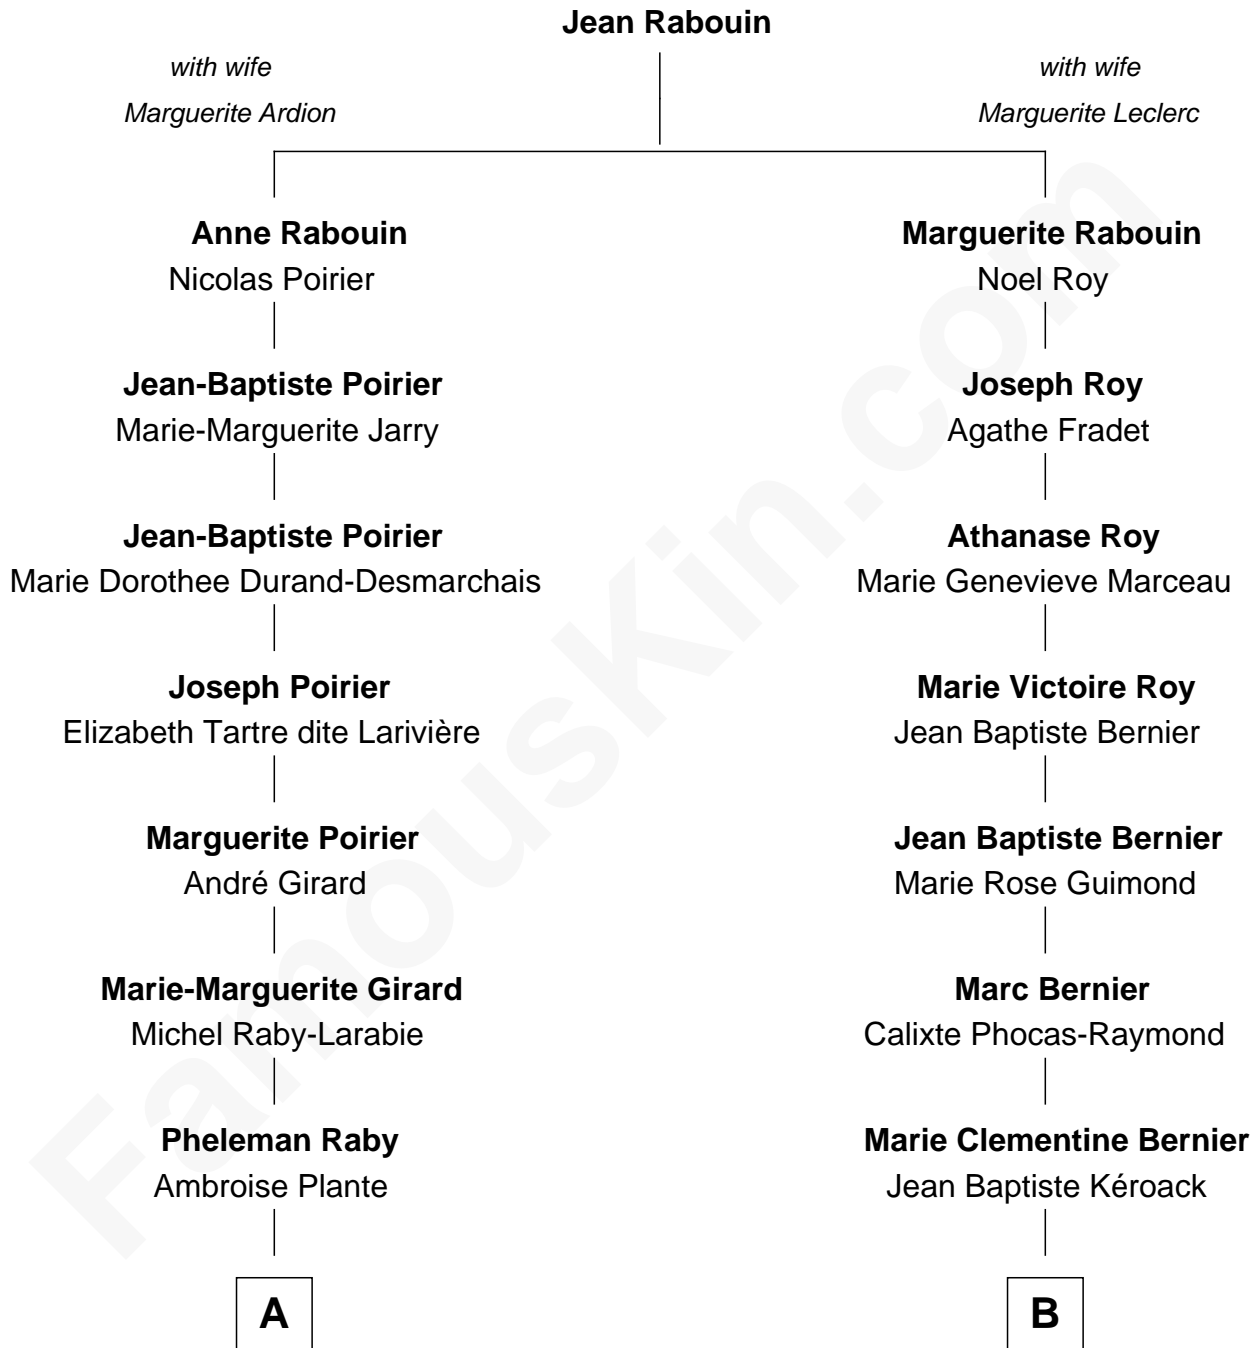 Jean Rabouin
with wife
Marguerite Ardion
with wife
Marguerite Leclerc
Anne Rabouin
Nicolas Poirier
Marguerite Rabouin
Noel Roy
Jean-Baptiste Poirier
Marie-Marguerite Jarry
Joseph Roy
Agathe Fradet
Jean-Baptiste Poirier
Marie Dorothee Durand-Desmarchais
Athanase Roy
Marie Genevieve Marceau
Joseph Poirier
Elizabeth Tartre dite Larivière
Marie Victoire Roy
Jean Baptiste Bernier
Marguerite Poirier
André Girard
Jean Baptiste Bernier
Marie Rose Guimond
Marie-Marguerite Girard
Michel Raby-Larabie
Marc Bernier
Calixte Phocas-Raymond
Pheleman Raby
Ambroise Plante
Marie Clementine Bernier
Jean Baptiste Kéroack
A
B
FamousKin.com